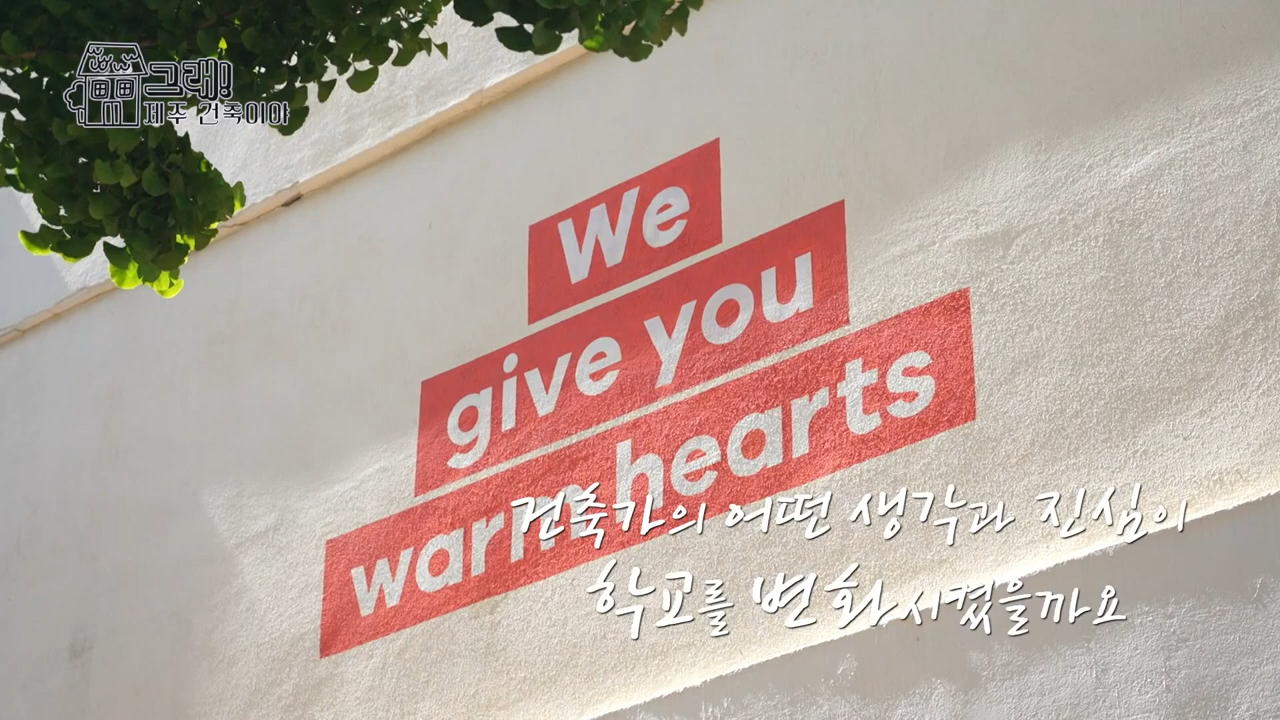 그래!
제주 건축이야
We
give you
warm hearts
건축가의 어떤 생각과 진심이
학교를 변화시켰을까요